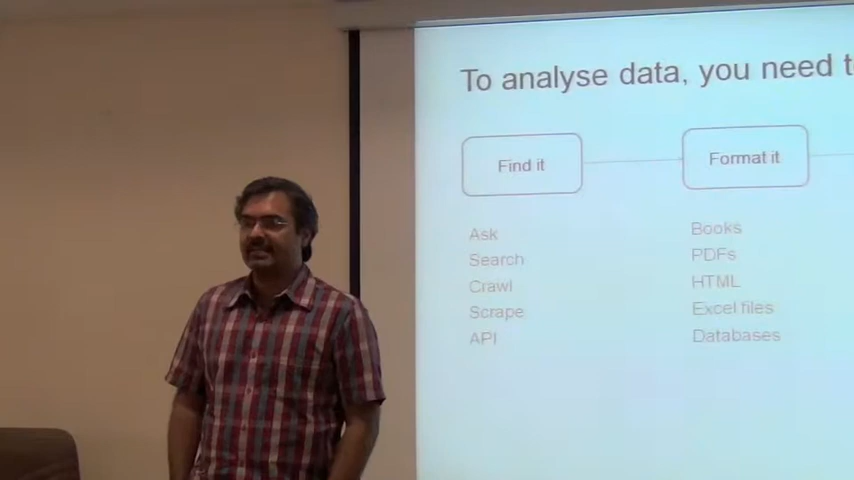 To analyse data, you need t
Find it
Format it
Ask
Search
Crawl
Scrape
API
Books
PDFs
HTML
Excel files
Databases